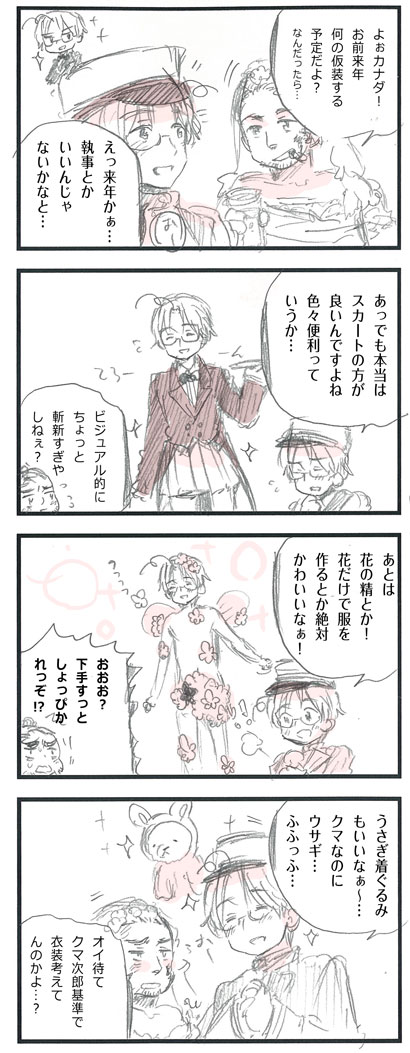 よぉカナダ！
お前来年
何の仮装する
予定だよ？
なんだったら…
えっ来年かぁ…
執事とか
いいんじゃ
ないかなと…
あっでも本当は
スカートの方が
良いんですよね
色々便利って
いうか…
ビジュアル的に
ちょっと
斬新すぎや
しねぇ？
あとは
花の精とか！
花だけで服を
作るとか絶対
かわいいなぁ！
おおお？
下手すっと
しょっぴか
れっぞ!？
うさぎ着ぐるみ
もいいなぁ～…
クマなのに
ウサギ…
ふふっふ…
オイ待て
クマ次郎基準で
衣装考えて
んのかよ…？